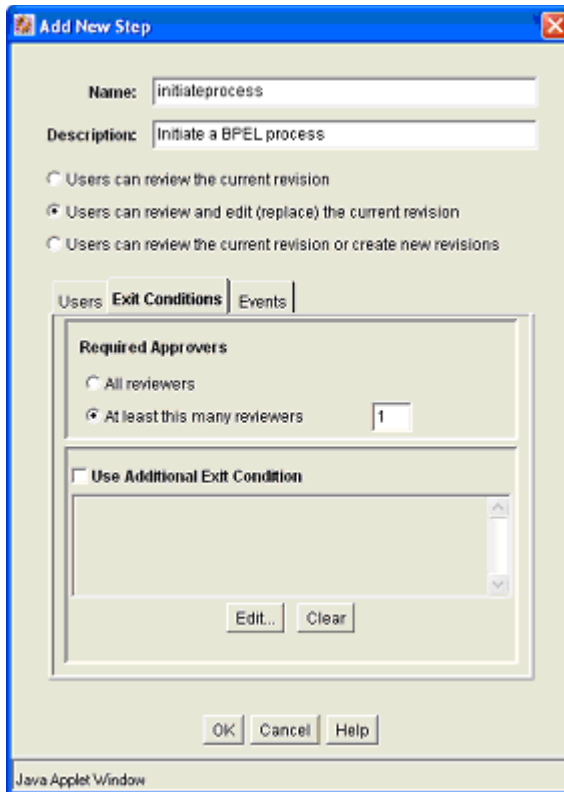 Add New Step
Name: initiateprocess
Description: Initiate a BPEL process
Users can review the current revision
Users can review and edit (replace) the current revision
Users can review the current revision or create new revisions
Users Exit Conditions Events
Required Approvers
All reviewers
At least this many reviewers 1
Use Additional Exit Condition
Edit... Clear
OK Cancel Help
Java Applet Window